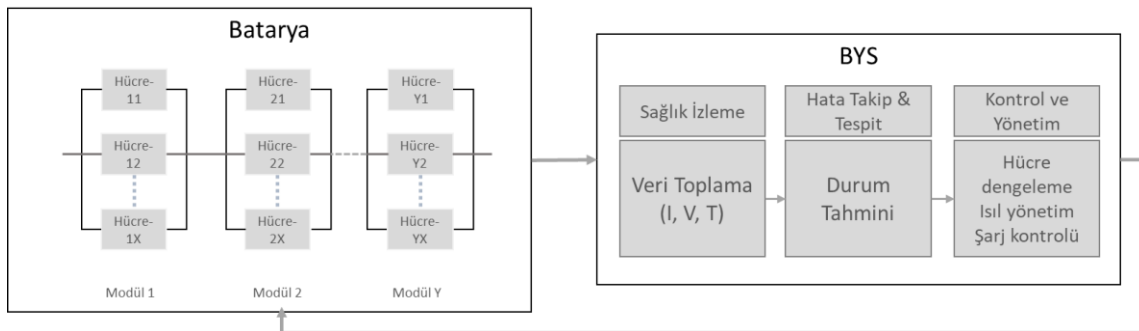 Batarya
Hücre-
11
Hücre-
12
Hücre-
1X
Modül 1
Hücre-
21
Hücre-
22
Hücre-
2X
Modül 2
Hücre-
Y1
Hücre-
Y2
Hücre-
YX
Modül Y
BYS
Sağlık İzleme
Veri Toplama
(I, V, T)
Hata Takip &
Tespit
Durum
Tahmini
Kontrol ve
Yönetim
Hücre
dengeleme
Isıl yönetim
Şarj kontrolü